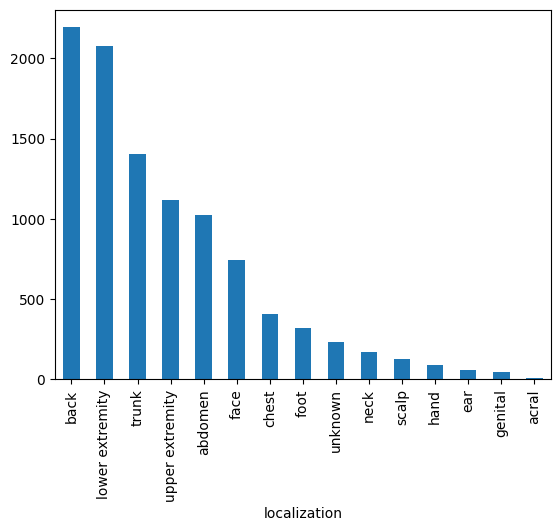 2000
1500
1000
500
0
back
lower extremity
trunk
upper extremity
abdomen
face
chest
foot
unknown
neck
scalp
hand
ear
genital
acral
localization